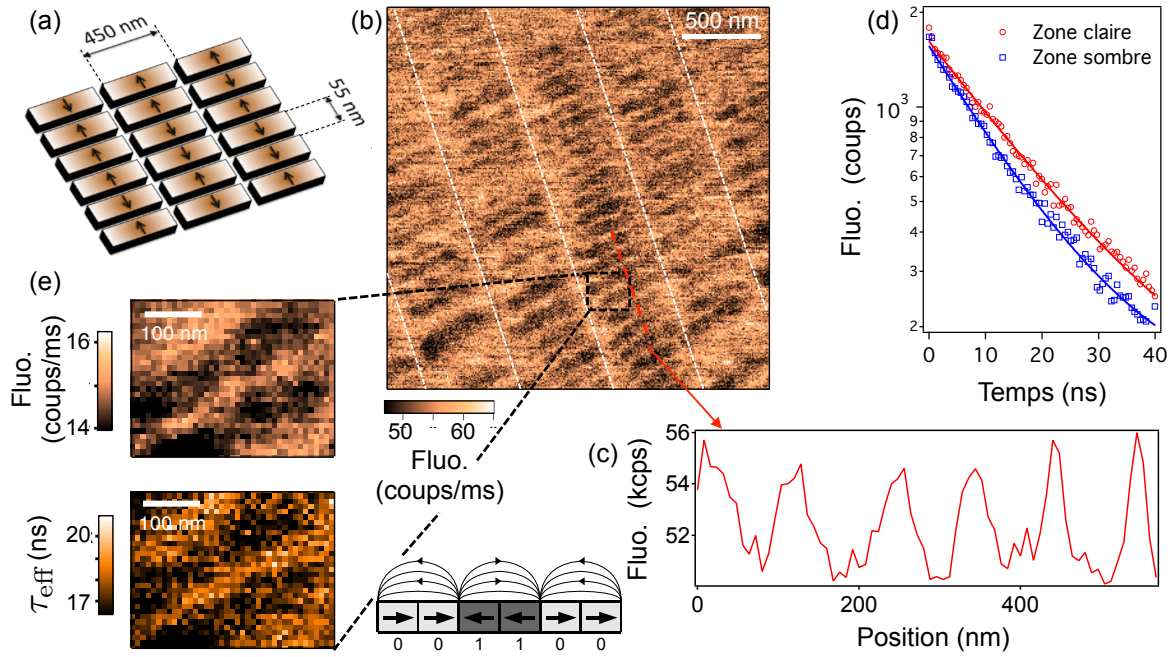 (a)
450 nm
55 nm
(b)
500 nm
47 50 60 65
Fluo.
(coups/ms)
(c)
Fluo. (kcps)
56
54
52
0
200
400
Position (nm)
(d)
Fluo. (coups)
2
10³
9
8
7
6
5
4
3
2
0
10
20
30
40
Temps (ns)
Zone claire
Zone sombre
(e)
Fluo.
(coups/ms)
16
14
100 nm
τeff (ns)
20
17
100 nm
0 0 1 1 0 0